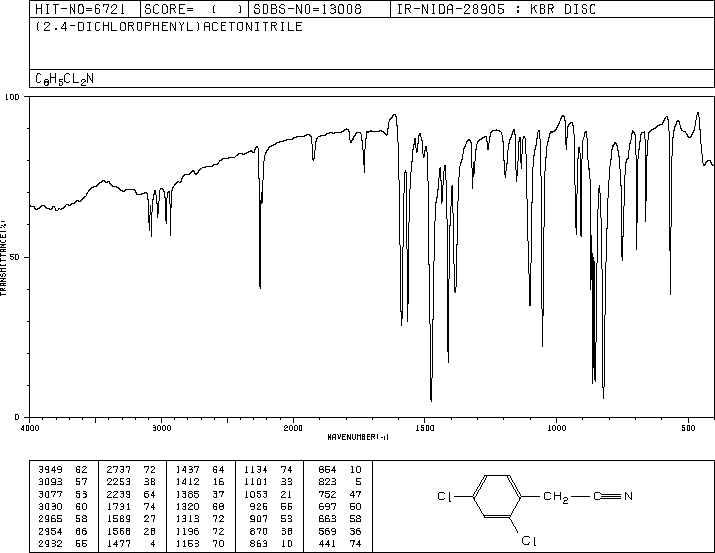 HIT-NO=6721 SCORE= ( ) SDBS-NO=13008 IR-NIDA-28905 : KBR DISC
(2,4-DICHLOROPHENYL)ACETONITRILE
C8H5CL2N
100
50
0
TRANSMITTANCE(%)
4000 3000 2000 1500 1000 500
WAVENUMBER(-1)
3949 62 2737 72 1437 64 1134 74 854 10
3093 57 2253 38 1412 16 1101 33 823 5
3077 53 2239 64 1385 37 1053 21 752 47
3030 60 1731 74 1320 68 926 55 697 50
2965 58 1589 27 1313 72 907 53 663 58
2954 66 1568 28 1196 72 870 38 569 36
2932 55 1477 4 1153 70 863 10 441 74
Cl CH2 C N
Cl